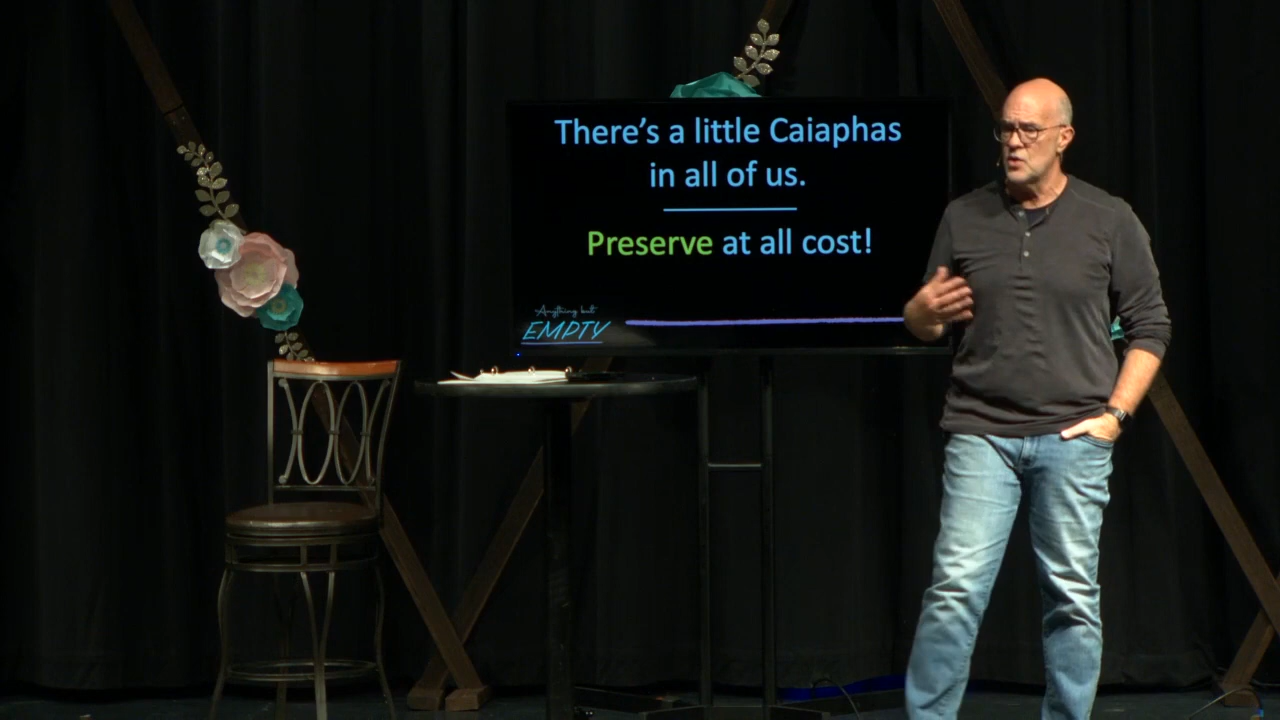 There's a little Caiaphas
in all of us.
Preserve at all cost!
Anything but
EMPTY